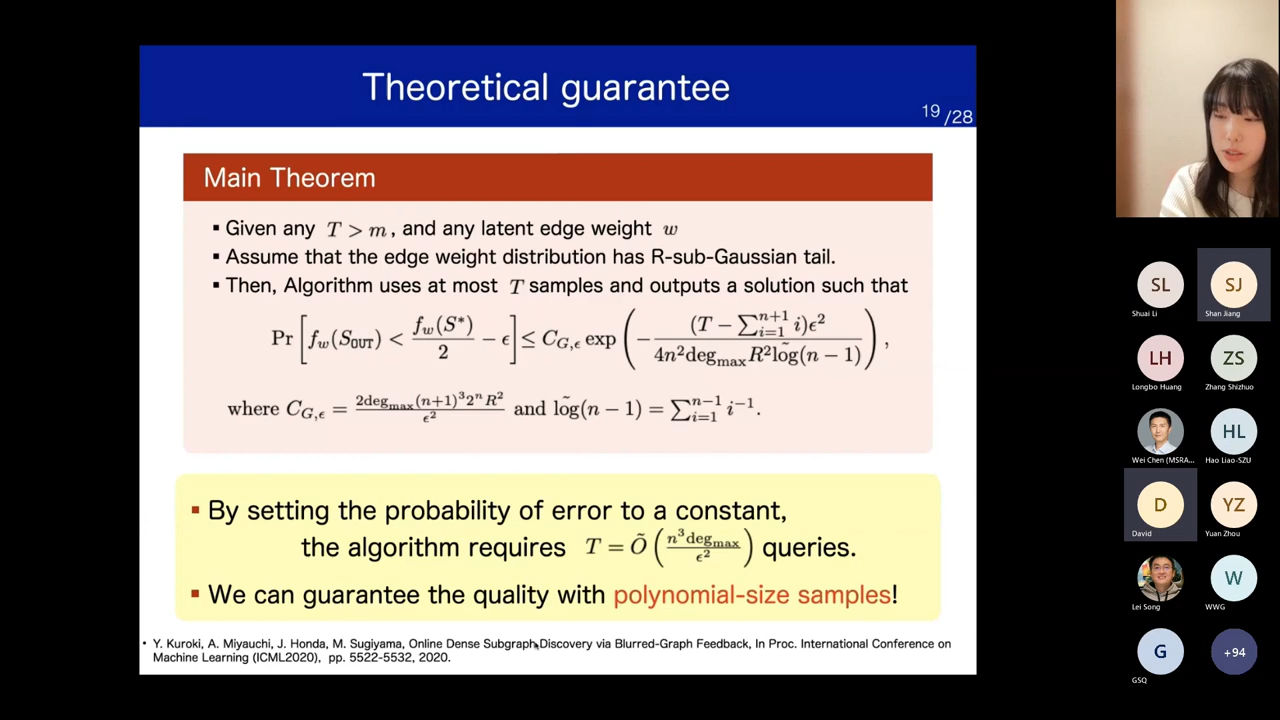 Theoretical guarantee
19/28
Main Theorem
▪ Given any T > m, and any latent edge weight w
▪ Assume that the edge weight distribution has R-sub-Gaussian tail.
▪ Then, Algorithm uses at most T samples and outputs a solution such that
Pr[f_w(S_OUT) < f_w(S*)/2 − ϵ] ≤ C_{G,ϵ} exp(−(T − ∑_{i=1}^{n+1} i)ϵ²/(4n²deg_max R² log̃(n − 1))),
where C_{G,ϵ} = 2deg_max(n+1)³2ⁿR²/ϵ² and log̃(n − 1) = ∑_{i=1}^{n−1} i⁻¹.
▪ By setting the probability of error to a constant,
the algorithm requires T = Õ(n³deg_max/ϵ²) queries.
▪ We can guarantee the quality with polynomial-size samples!
• Y. Kuroki, A. Miyauchi, J. Honda, M. Sugiyama, Online Dense Subgraph Discovery via Blurred-Graph Feedback, In Proc. International Conference on
Machine Learning (ICML2020), pp. 5522-5532, 2020.
SL
SJ
Shuai Li
Shan Jiang
LH
ZS
Longbo Huang
Zhang Shizhuo
HL
Wei Chen (MSRA...
Hao Liao-SZU
D
YZ
David
Yuan Zhou
W
Lei Song
WWG
G
+94
GSQ